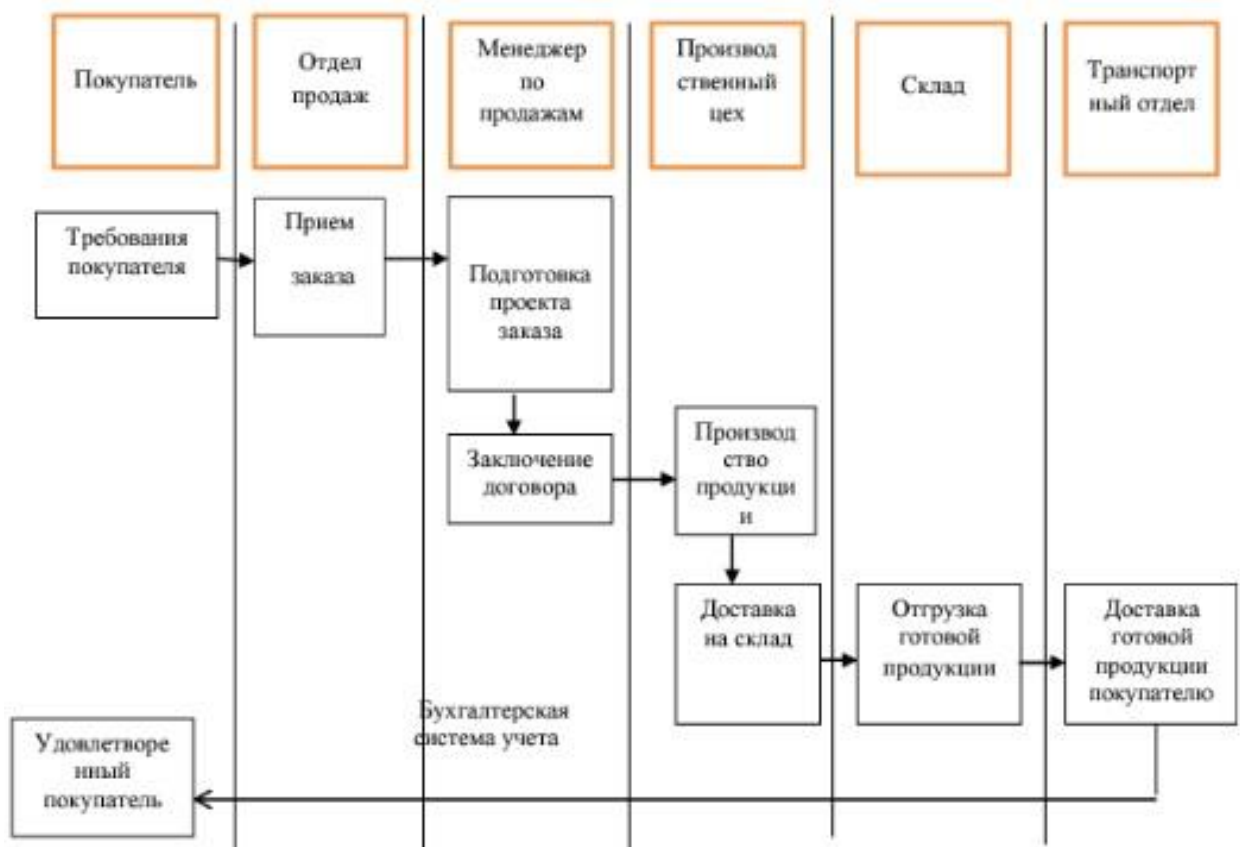 Покупатель
Отдел
продаж
Менеджер
по
продажам
Производ
ственный
цех
Склад
Транспорт
ный отдел
Требования
покупателя
Прием
заказа
Подготовка
проекта
заказа
Заключение
договора
Производ
ство
продукци
и
Доставка
на склад
Отгрузка
готовой
продукции
Доставка
готовой
продукции
покупателю
Бухгалтерская
система учета
Удовлетворе
нный
покупатель